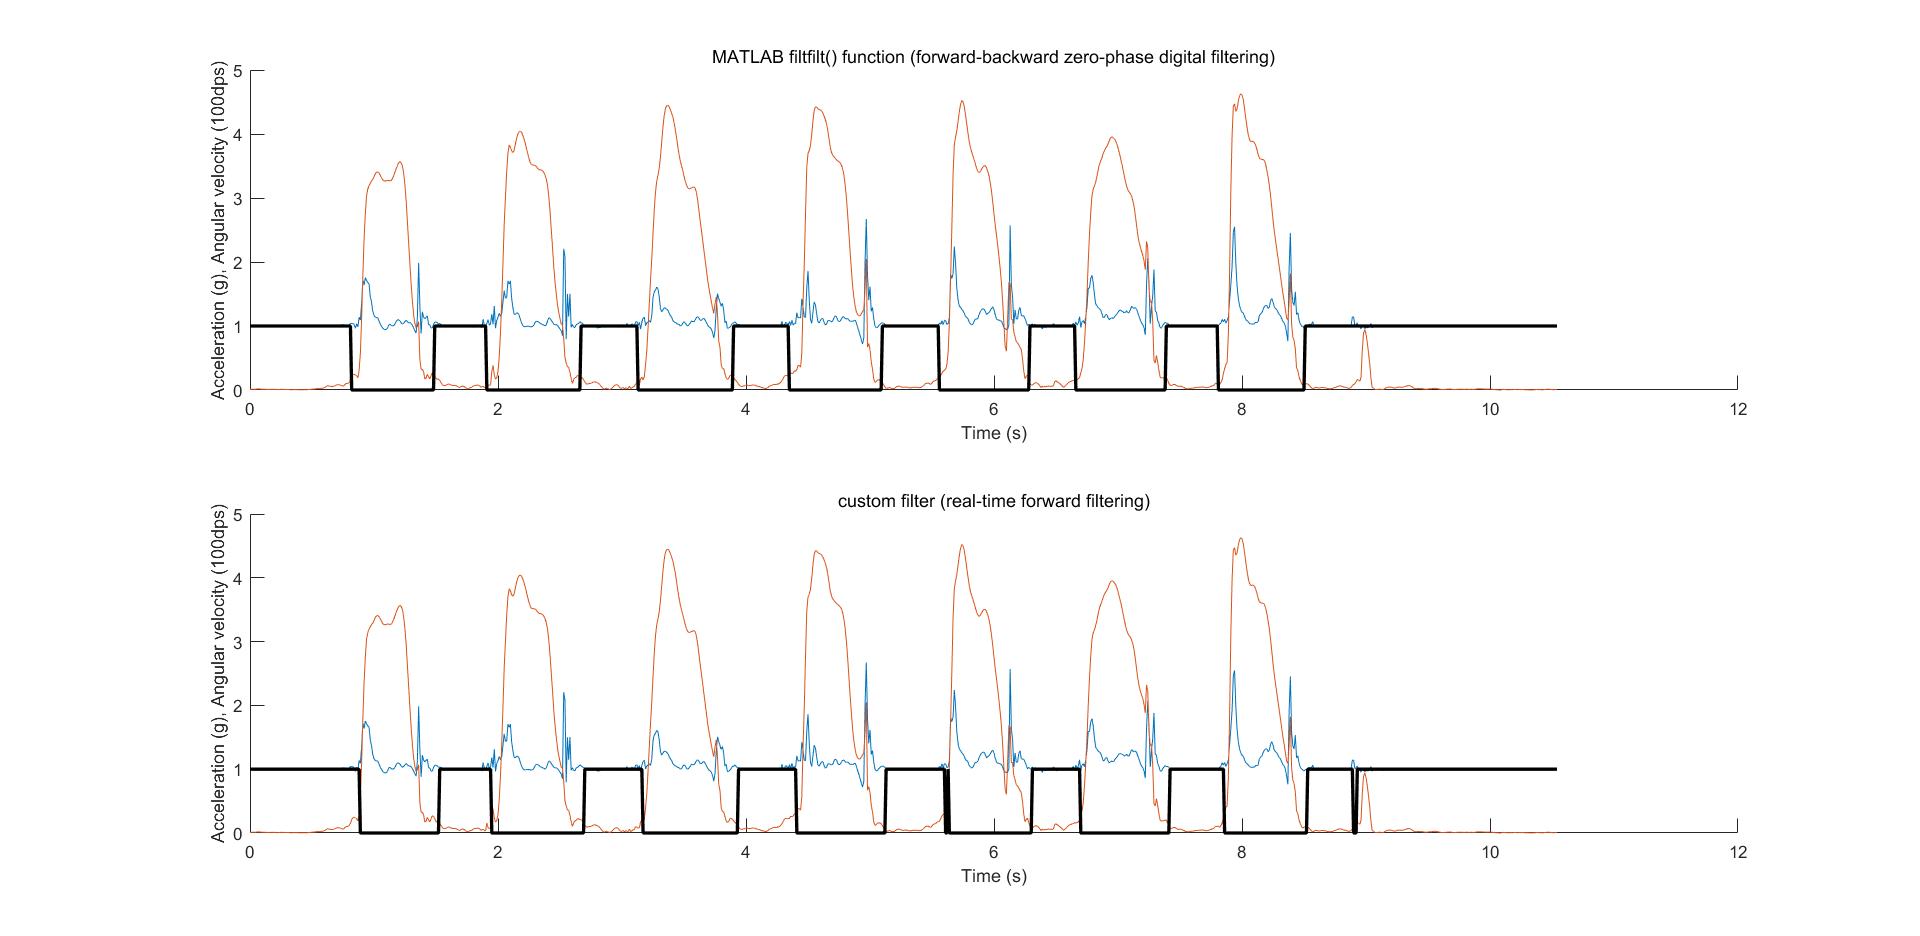 MATLAB filtfilt() function (forward-backward zero-phase digital filtering)
Acceleration (g), Angular velocity (100dps)
5
4
3
2
1
0
0 2 4 6 8 10 12
Time (s)
custom filter (real-time forward filtering)
Acceleration (g), Angular velocity (100dps)
5
4
3
2
1
0
0 2 4 6 8 10 12
Time (s)